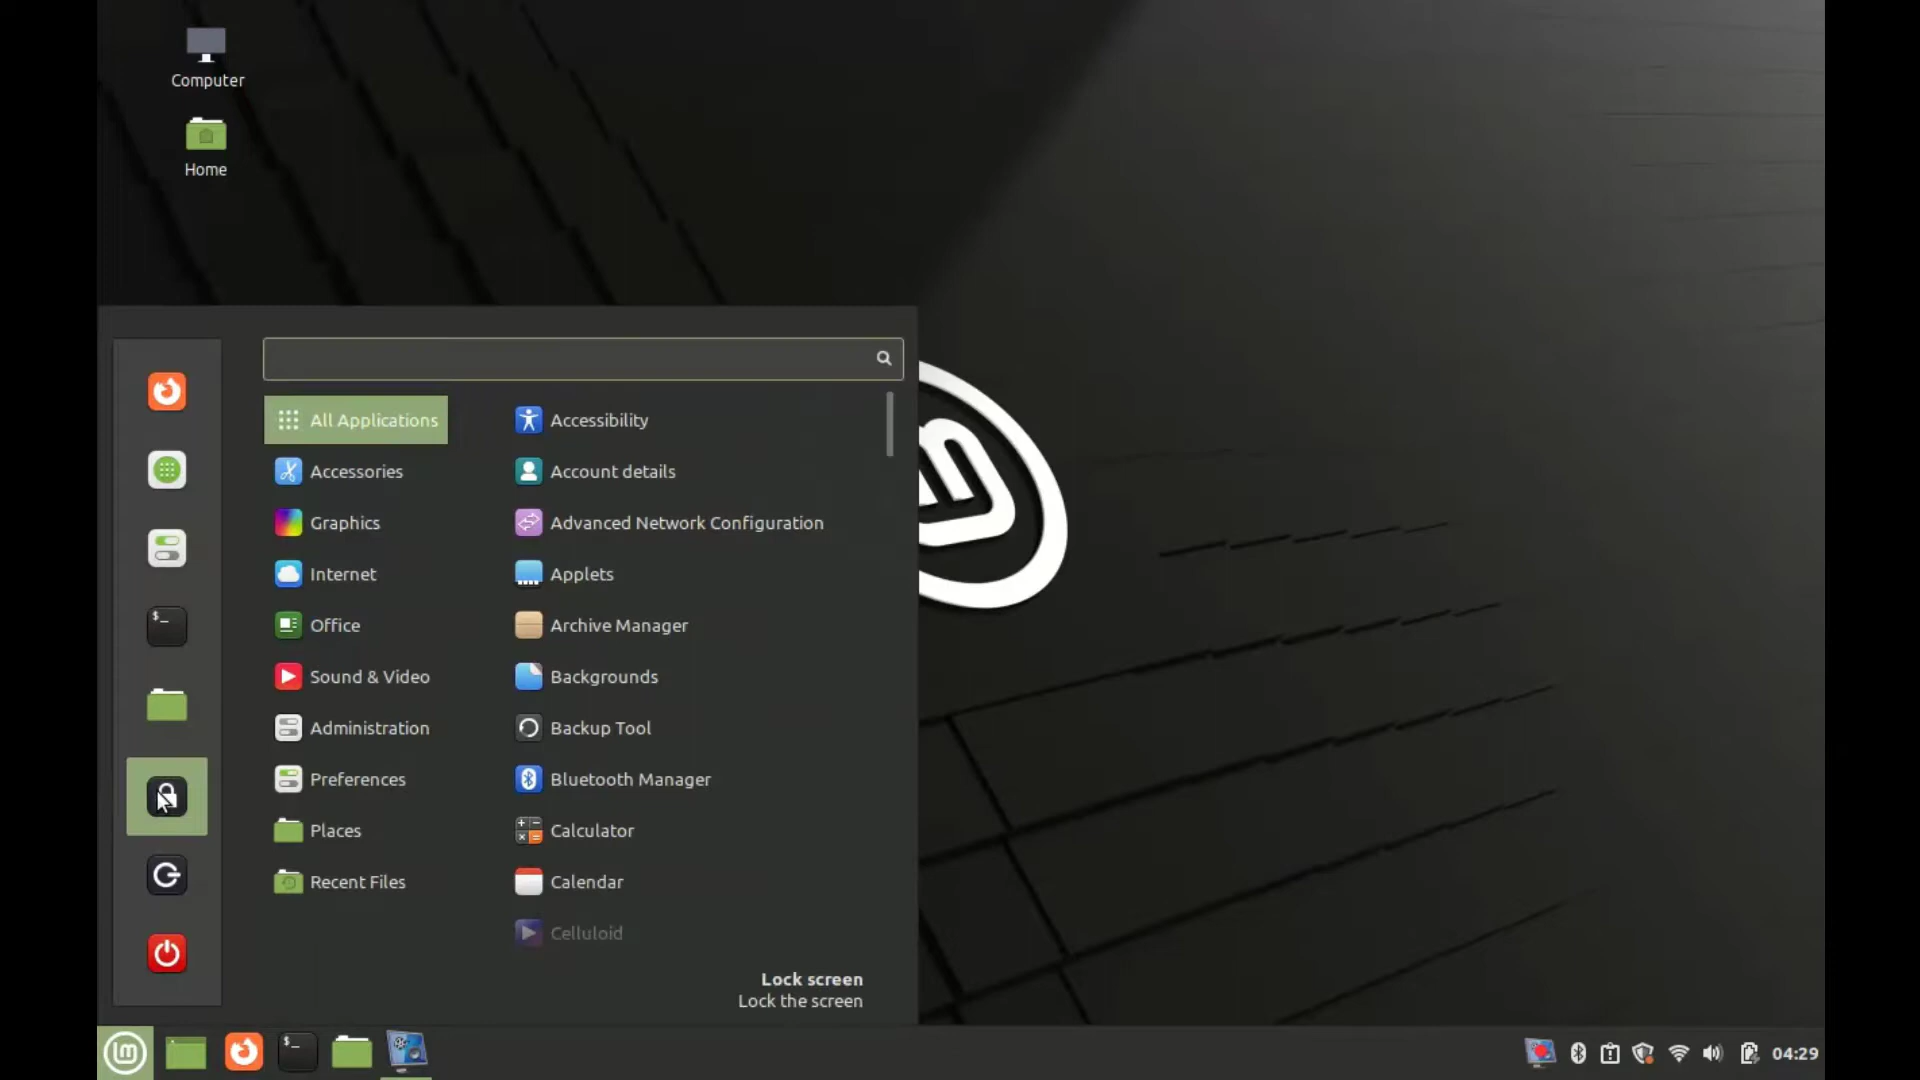 Computer
Home
All Applications
Accessories
Graphics
Internet
Office
Sound & Video
Administration
Preferences
Places
Recent Files
Accessibility
Account details
Advanced Network Configuration
Applets
Archive Manager
Backgrounds
Backup Tool
Bluetooth Manager
Calculator
Calendar
Celluloid
Lock screen
Lock the screen
04:29